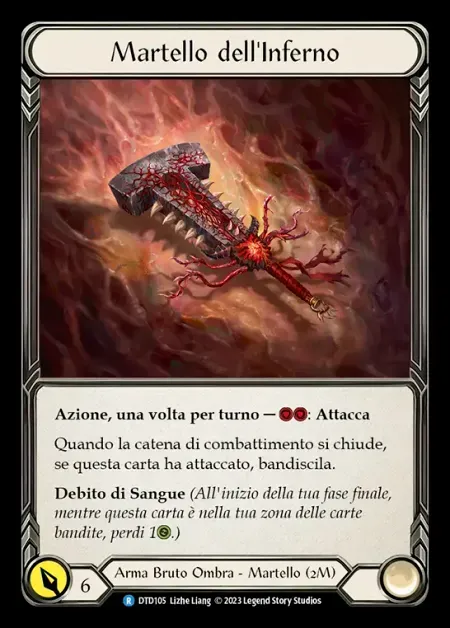 Martello dell'Inferno
Azione, una volta per turno — : Attacca
Quando la catena di combattimento si chiude,
se questa carta ha attaccato, bandiscila.
Debito di Sangue (All'inizio della tua fase finale,
mentre questa carta è nella tua zona delle carte
bandite, perdi 1.)
6
Arma Bruto Ombra - Martello (2M)
R DTD105 Lizhe Liang © 2023 Legend Story Studios